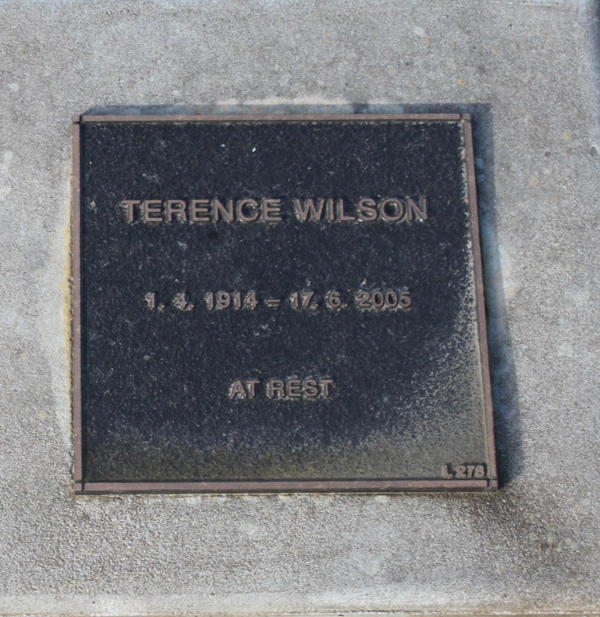 TERENCE WILSON
1. 4. 1914 – 17. 6. 2005
AT REST
L 278